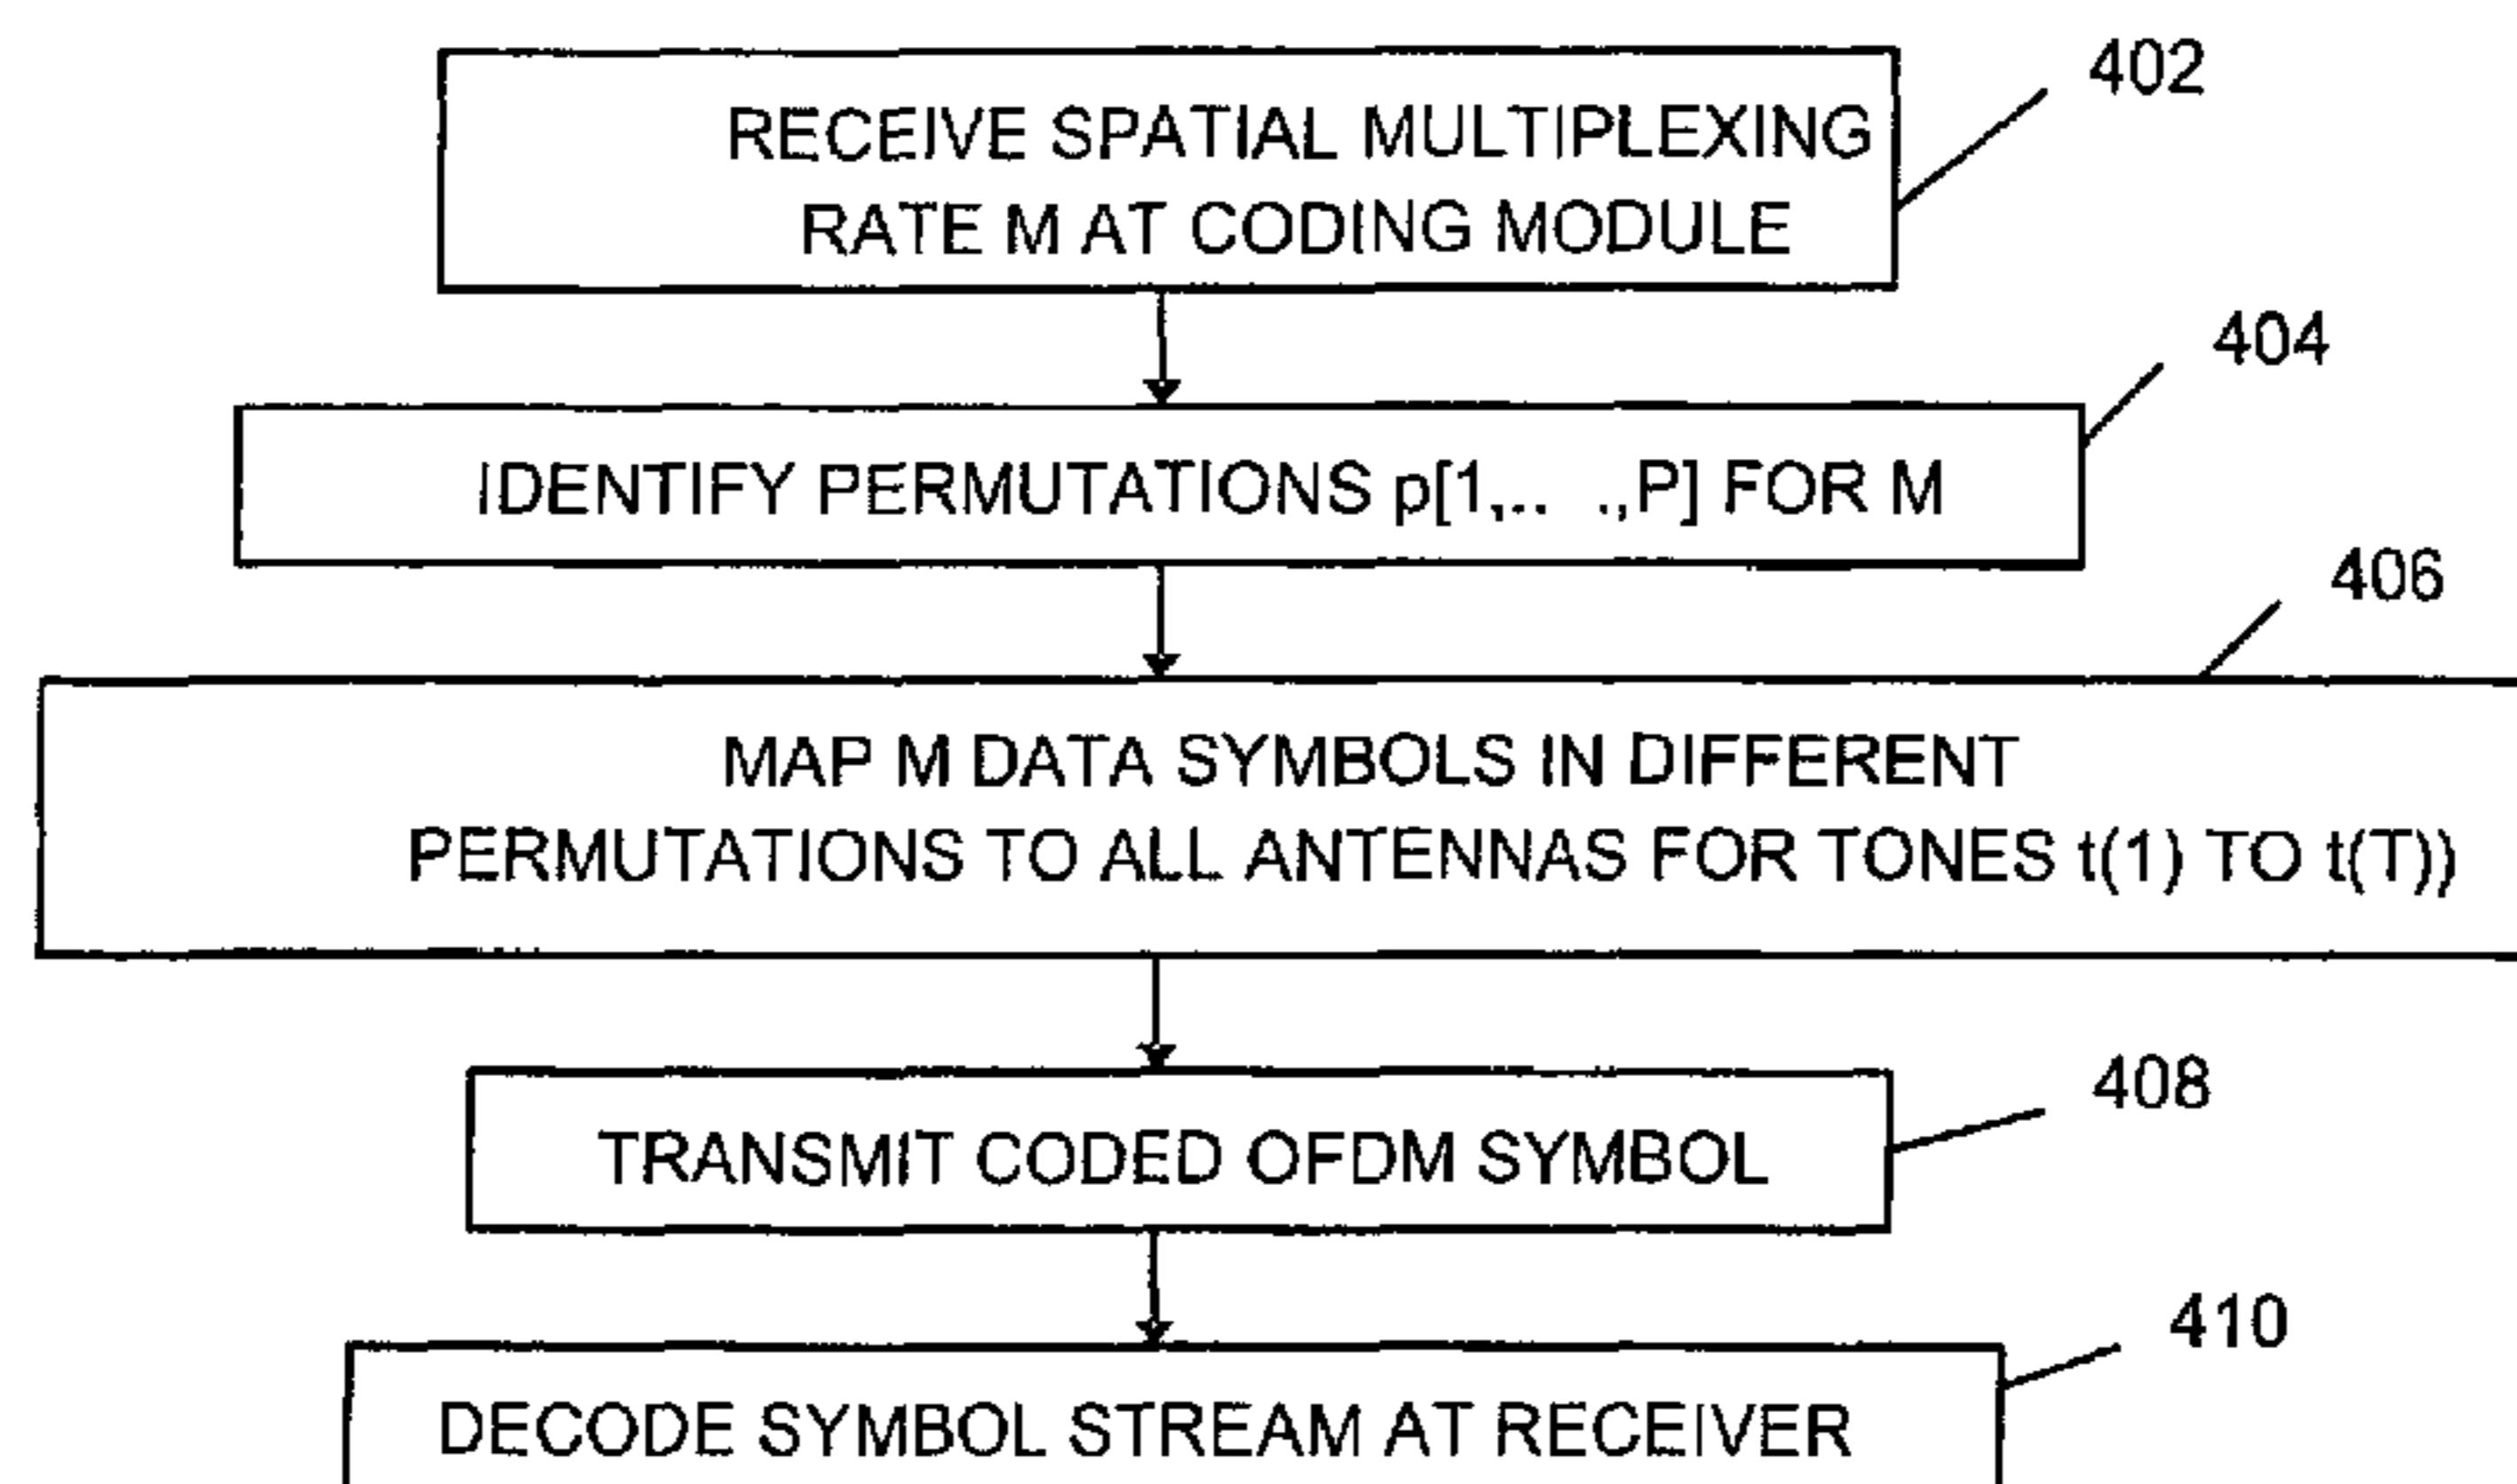 402
RECEIVE SPATIAL MULTIPLEXING
RATE M AT CODING MODULE
404
IDENTIFY PERMUTATIONS p[1,.. .,P] FOR M
406
MAP M DATA SYMBOLS IN DIFFERENT
PERMUTATIONS TO ALL ANTENNAS FOR TONES t(1) TO t(T))
408
TRANSMIT CODED OFDM SYMBOL
410
DECODE SYMBOL STREAM AT RECEIVER